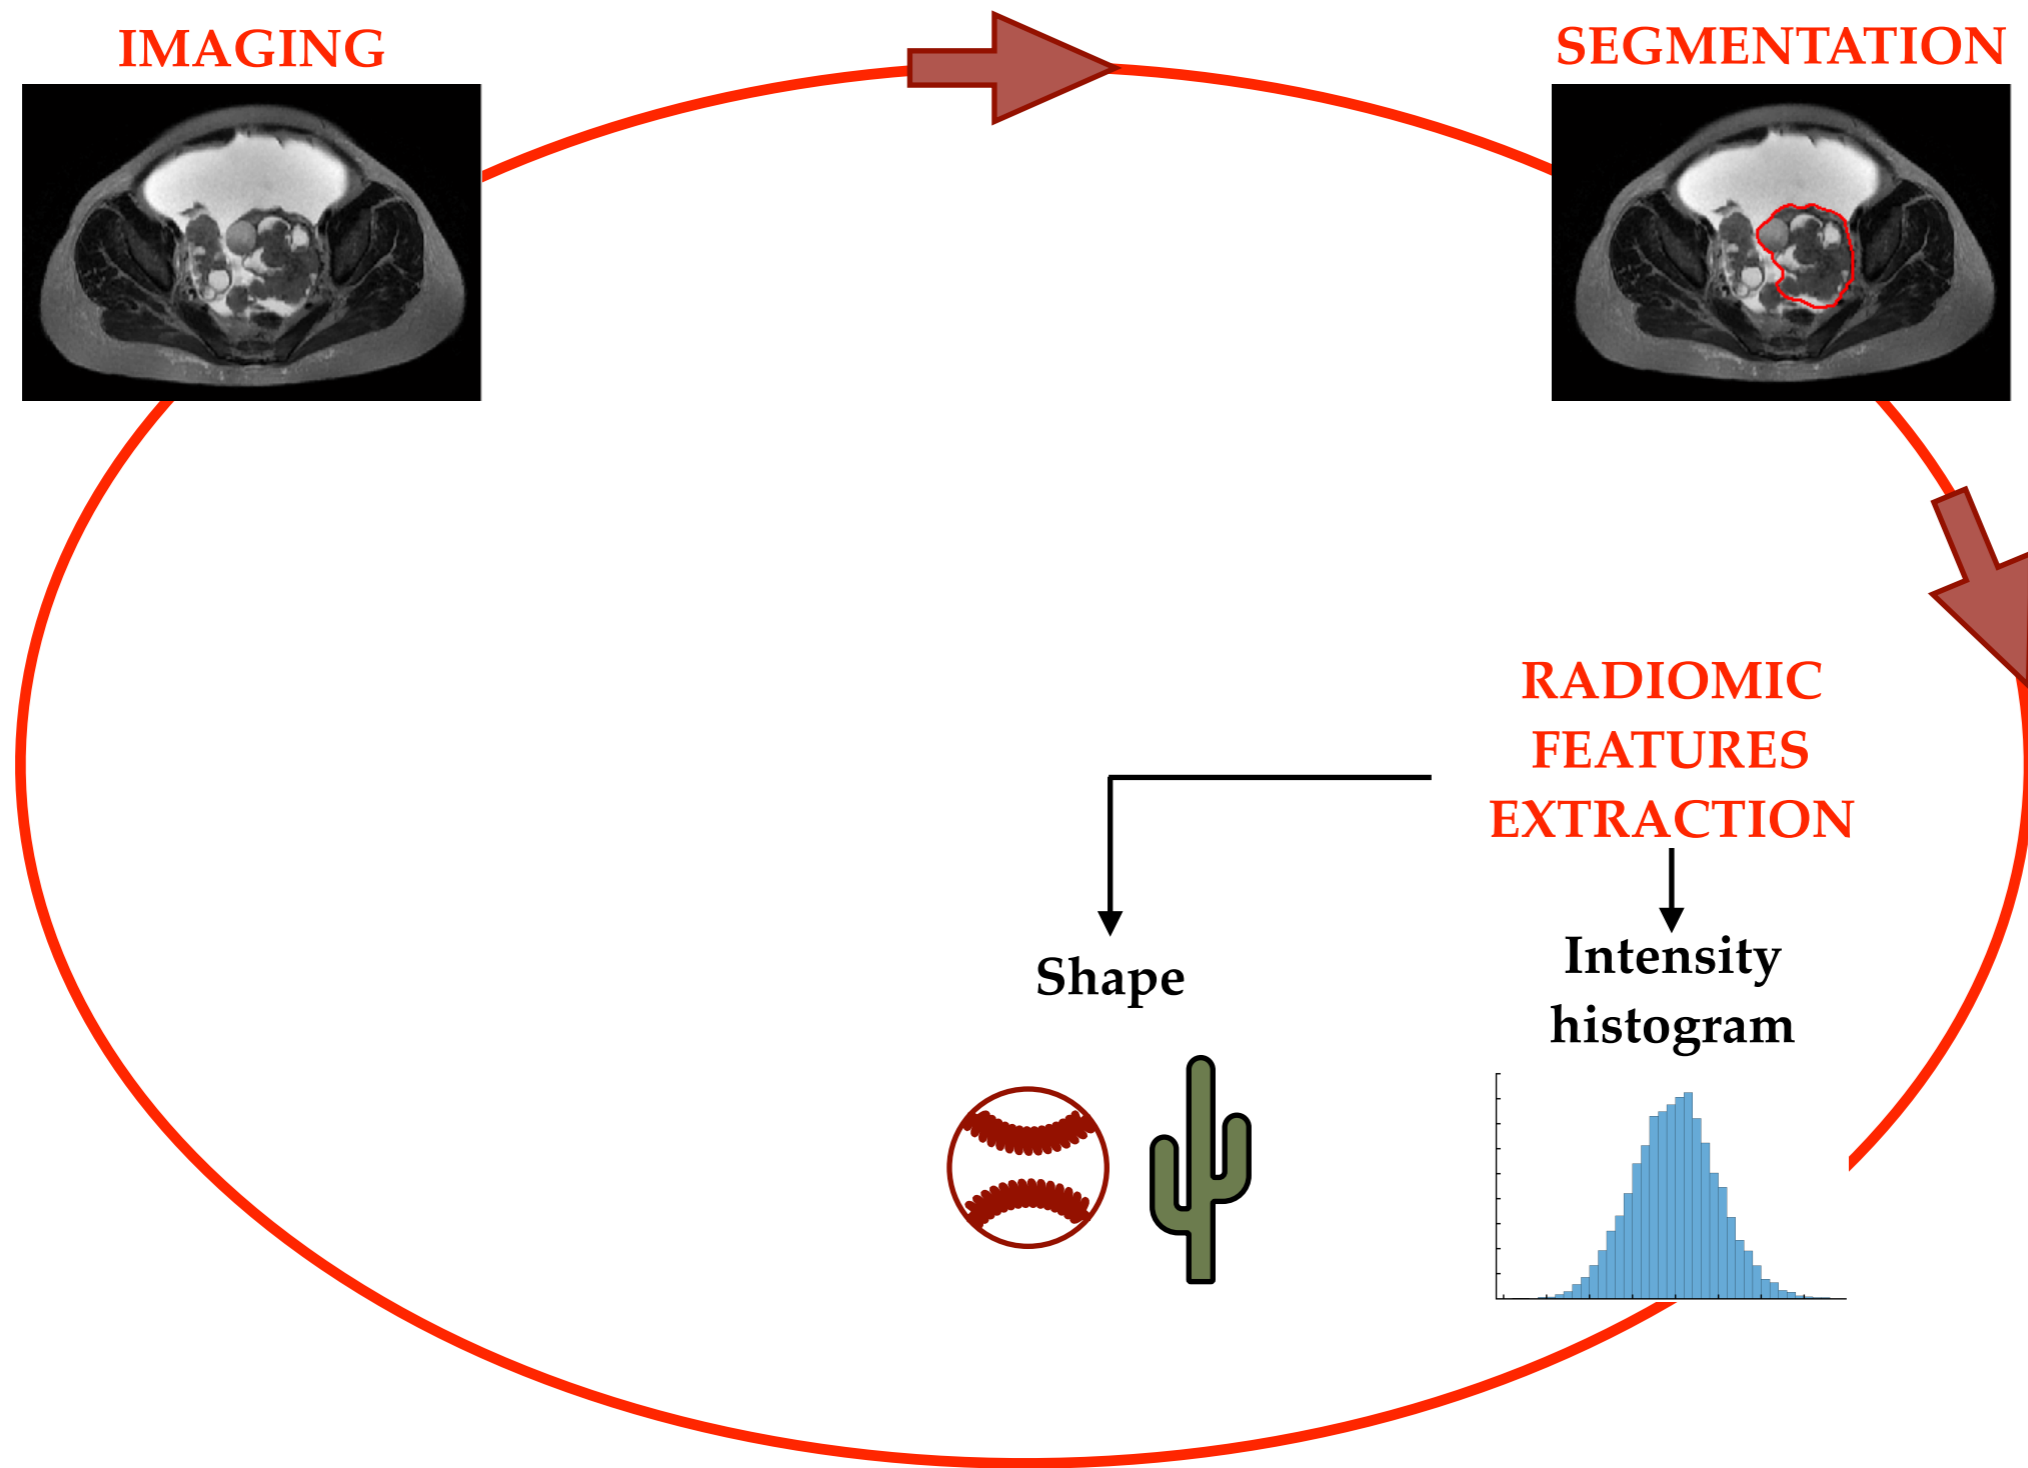 IMAGING
SEGMENTATION
RADIOMIC
FEATURES
EXTRACTION
Shape
Intensity
histogram